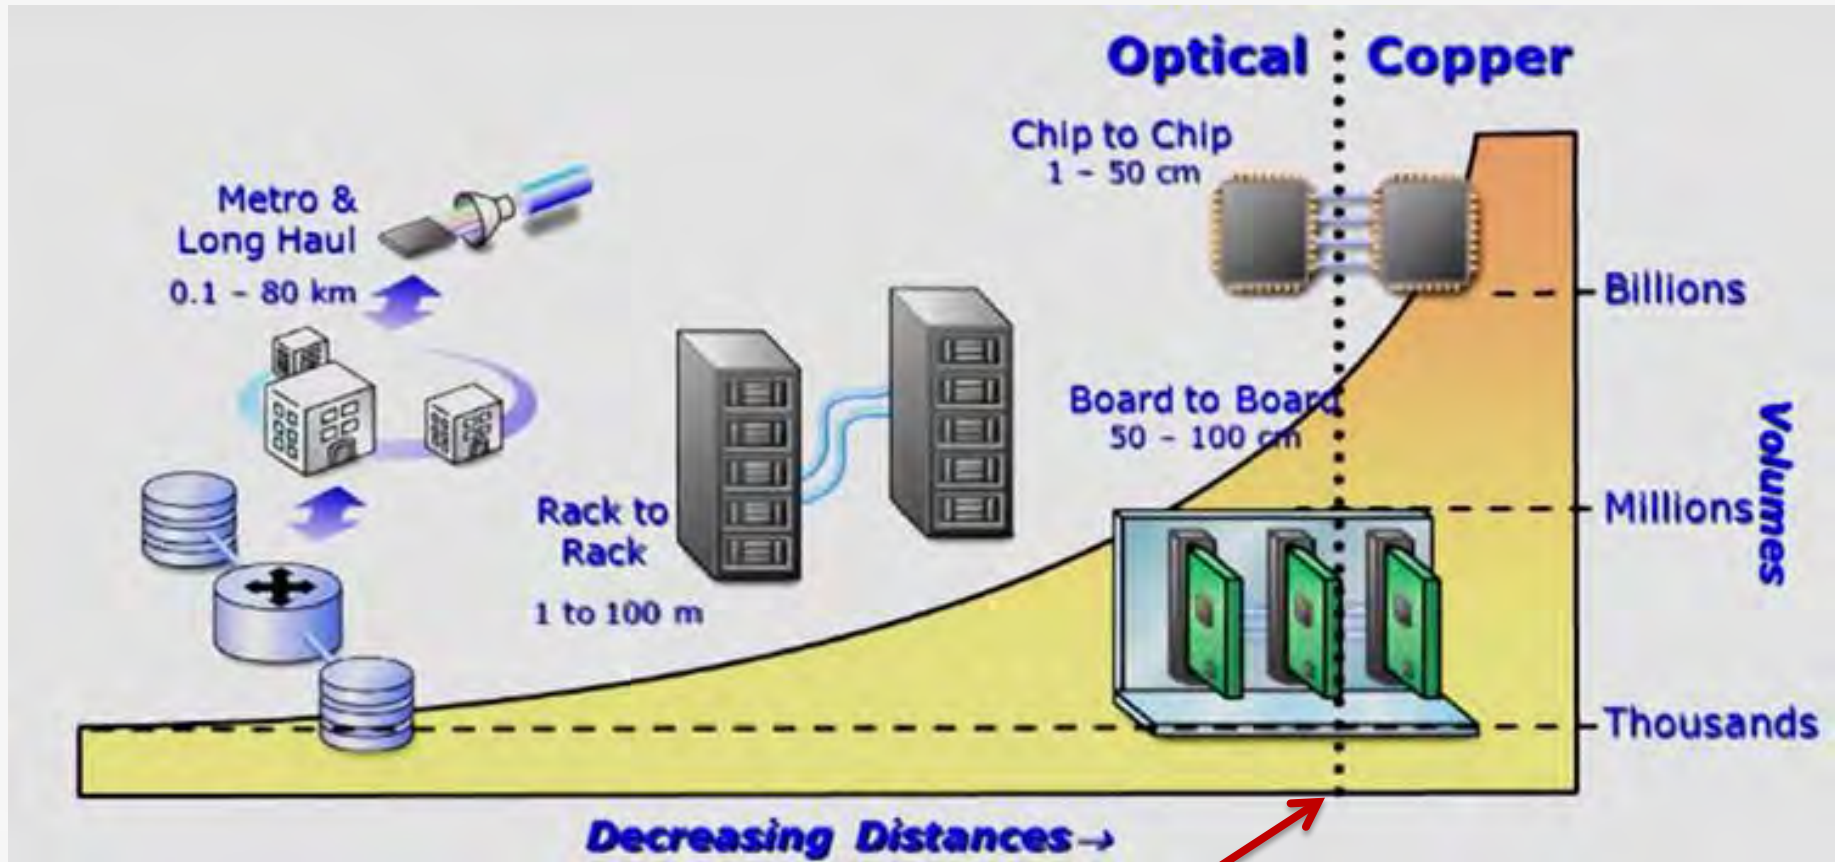 Optical Copper
Chip to Chip
1 - 50 cm
Metro &
Long Haul
0.1 - 80 km
Billions
Board to Board
50 - 100 cm
Rack to
Rack
1 to 100 m
Millions
Volumes
Thousands
Decreasing Distances→